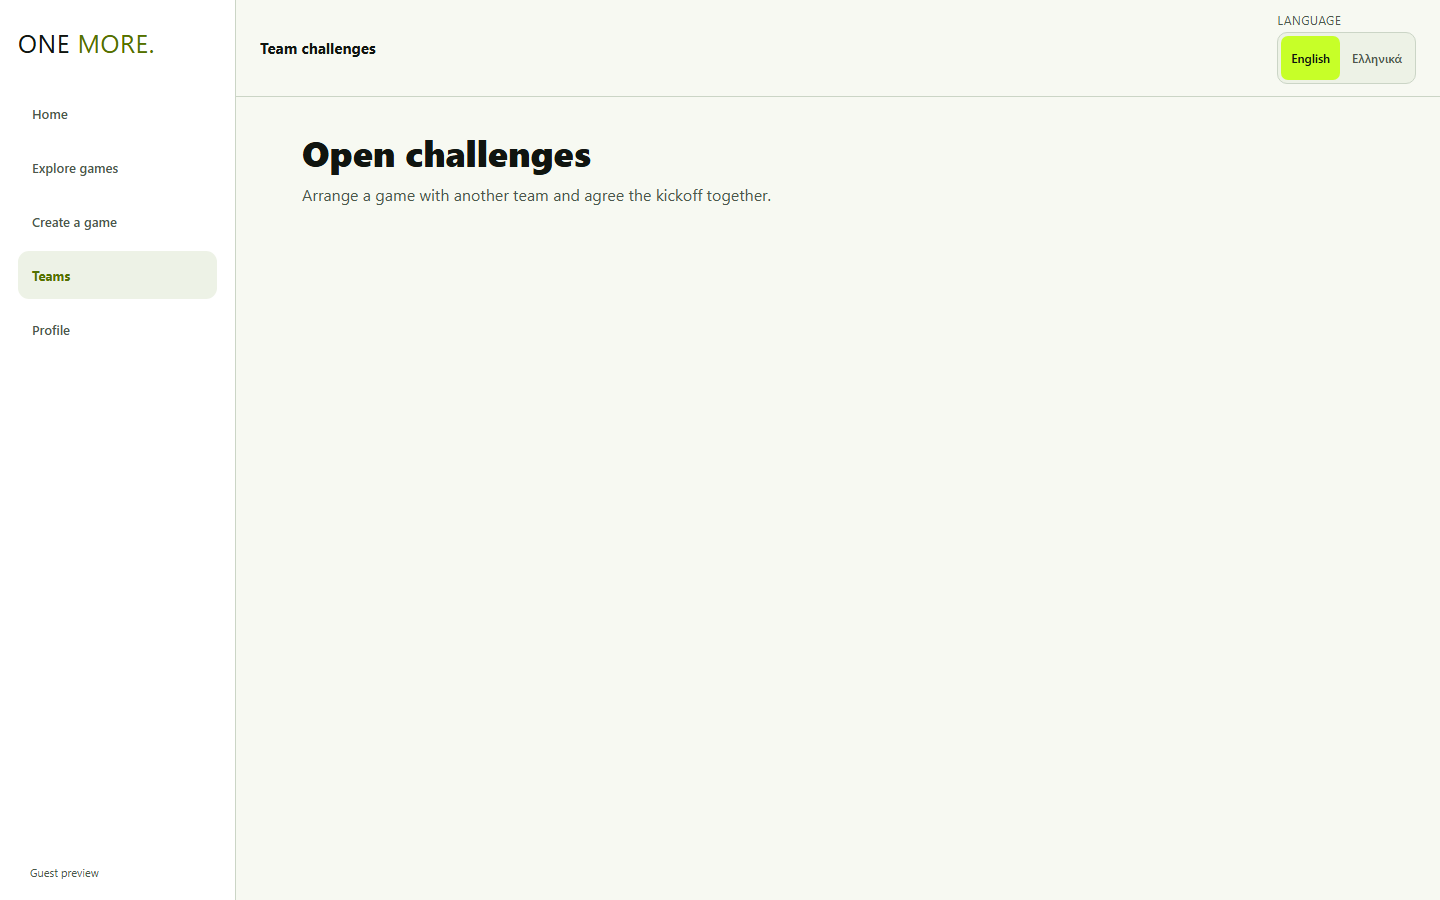 ONE MORE.
Home
Explore games
Create a game
Teams
Profile
Guest preview
Team challenges
LANGUAGE
English
Ελληνικά
Open challenges
Arrange a game with another team and agree the kickoff together.